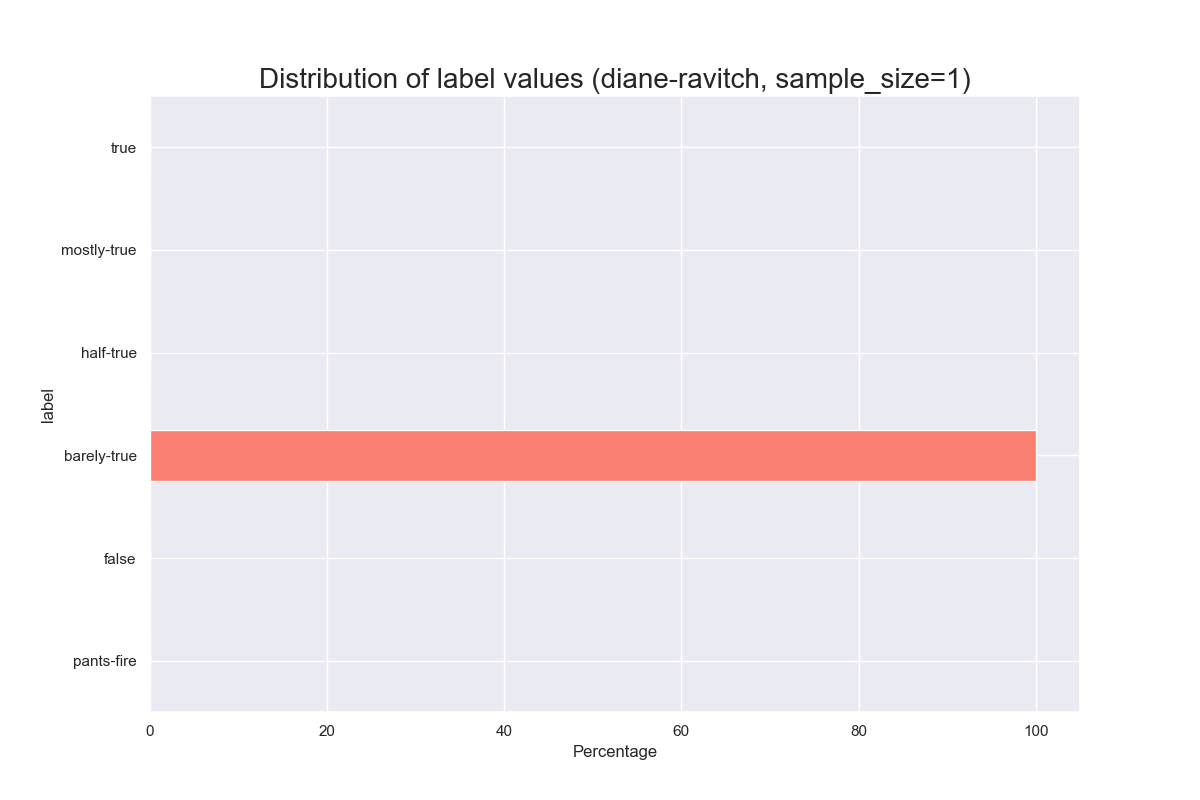 Distribution of label values (diane-ravitch, sample_size=1)
true
mostly-true
half-true
barely-true
false
pants-fire
label
0 20 40 60 80 100
Percentage